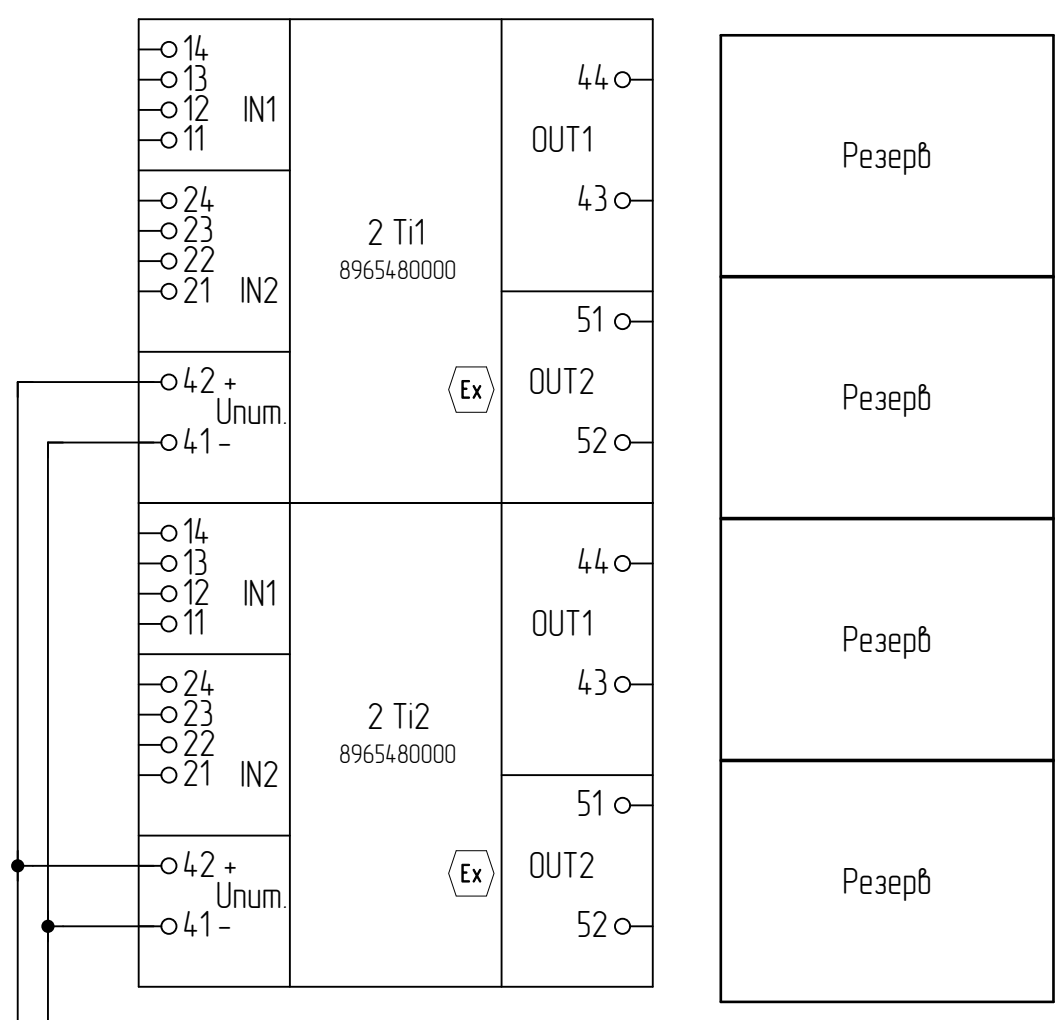 14
13
12 IN1
11
24
23
22
21 IN2
42 +
Uпит.
41 -
2 Ti1
8965480000
Ex
44
OUT1
43
51
OUT2
52
14
13
12 IN1
11
24
23
22
21 IN2
42 +
Uпит.
41 -
2 Ti2
8965480000
Ex
44
OUT1
43
51
OUT2
52
Резерв
Резерв
Резерв
Резерв